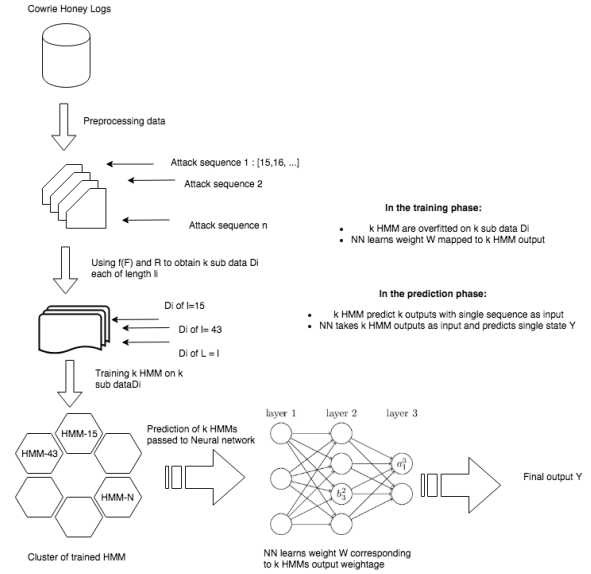 Cowrie Honey Logs
Preprocessing data
Attack sequence 1 : [15,16, ...]
Attack sequence 2
Attack sequence n
In the training phase:
• k HMM are overfitted on k sub data Di
• NN learns weight W mapped to k HMM output
Using f(F) and R to obtain k sub data Di
each of length li
In the prediction phase:
• k HMM predict k outputs with single sequence as input
• NN takes k HMM outputs as input and predicts single state Y
Di of l=15
Di of l= 43
Di of L = l
Training k HMM on k
sub dataDi
HMM-15
HMM-43
HMM-N
Prediction of k HMMs
passed to Neural network
layer 1
layer 2
layer 3
a³₁
b²₃
Final output Y
Cluster of trained HMM
NN learns weight W corresponding
to k HMMs output weightage